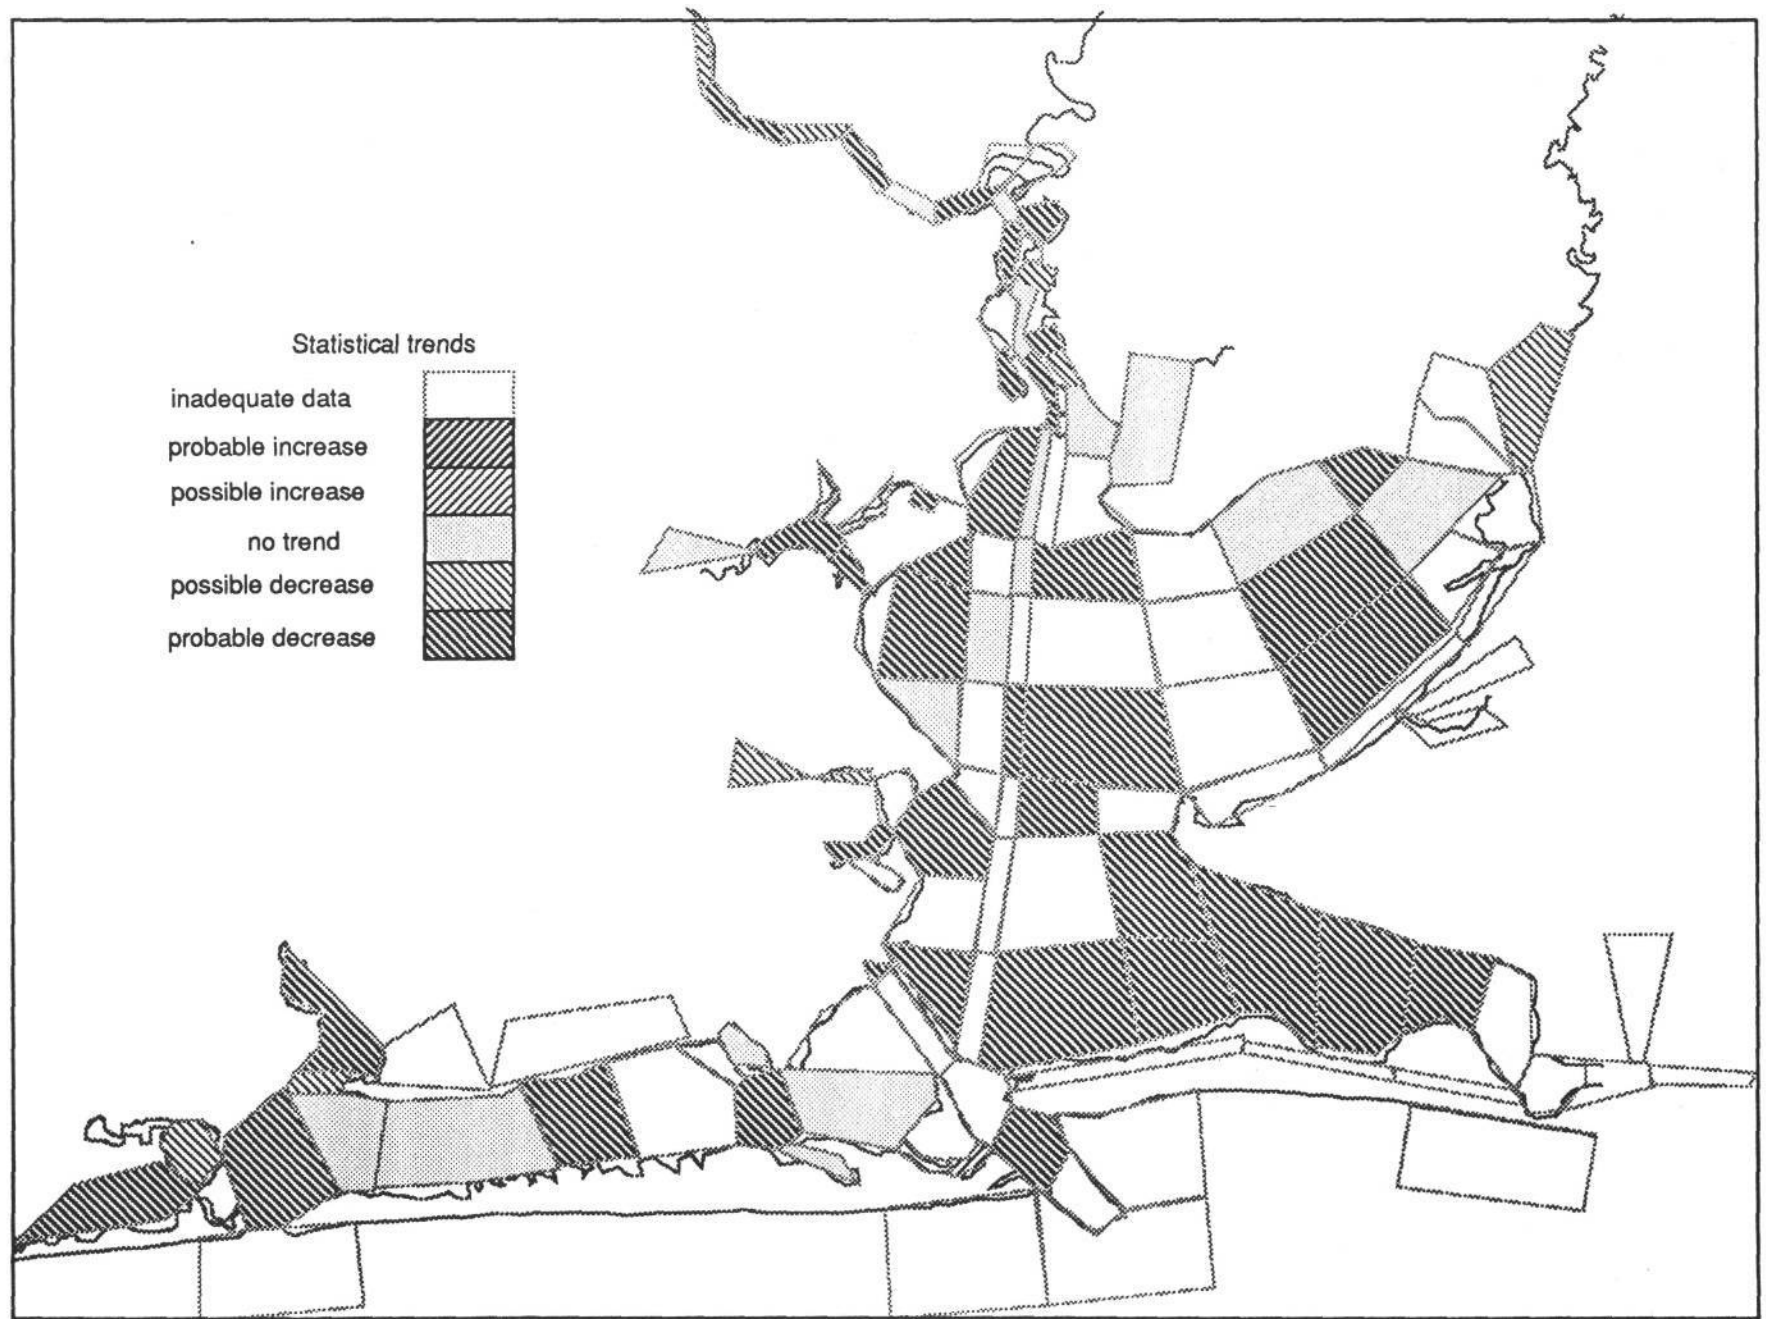 Statistical trends
inadequate data
probable increase
possible increase
no trend
possible decrease
probable decrease